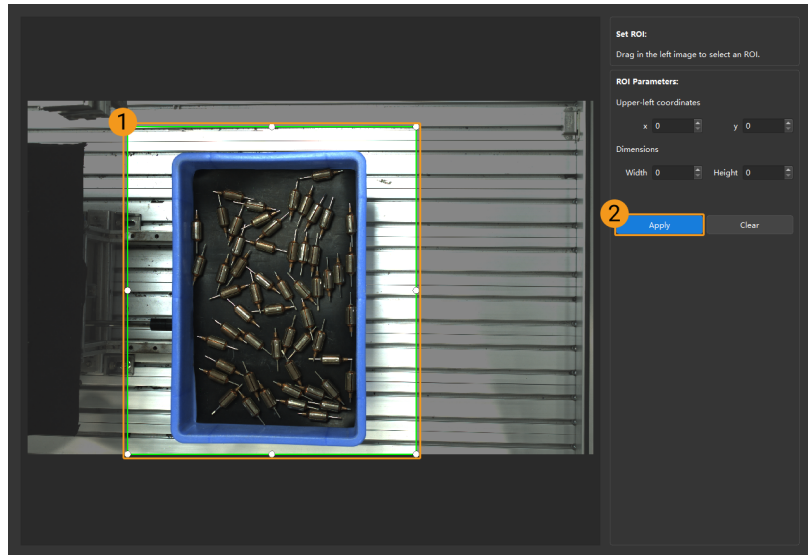 1
Set ROI:
Drag in the left image to select an ROI.
ROI Parameters:
Upper-left coordinates
x 0 y 0
Dimensions
Width 0 Height 0
2
Apply Clear